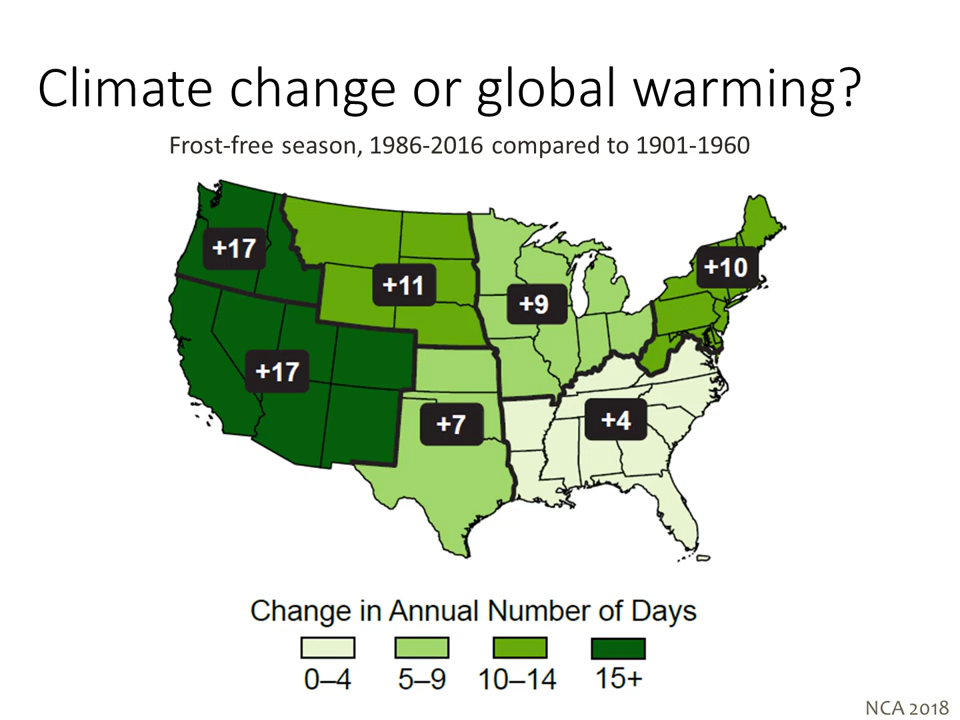 Climate change or global warming?
Frost-free season, 1986-2016 compared to 1901-1960
+17
+11
+9
+10
+17
+7
+4
Change in Annual Number of Days
0–4 5–9 10–14 15+
NCA 2018